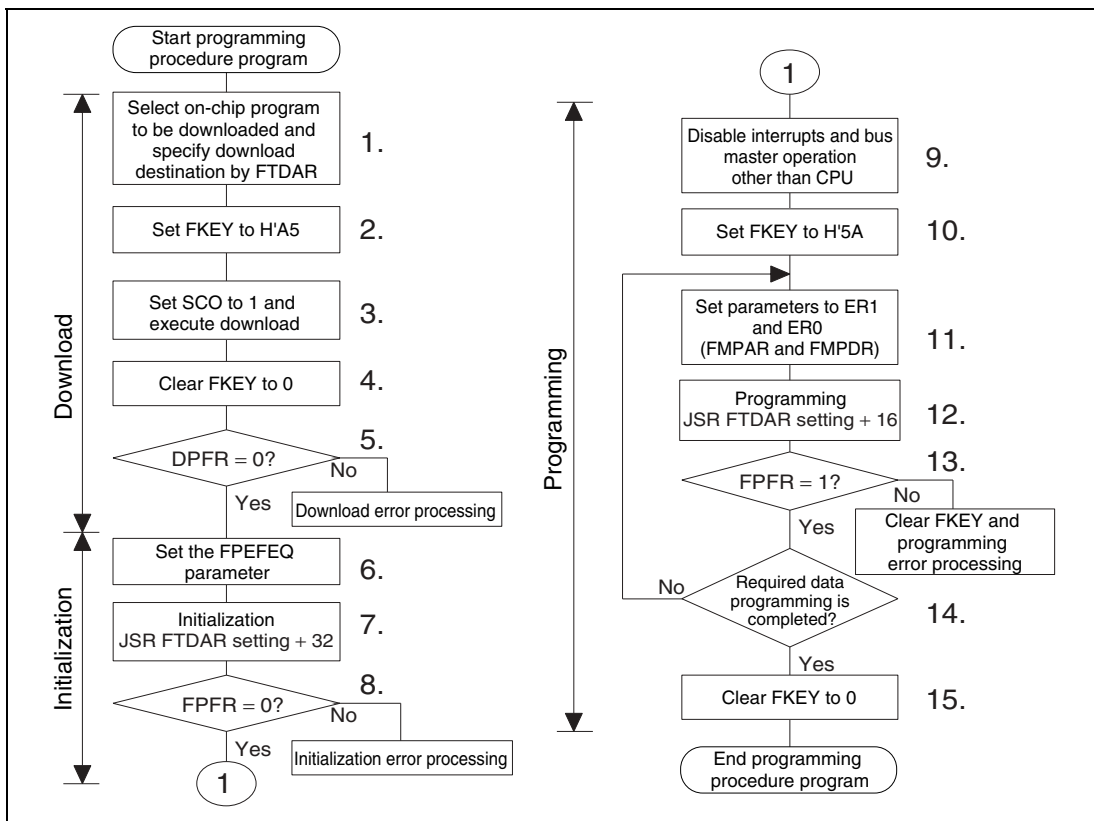 Start programming
procedure program
Download
Select on-chip program
to be downloaded and
specify download
destination by FTDAR
1.
Set FKEY to H'A5
2.
Set SCO to 1 and
execute download
3.
Clear FKEY to 0
4.
DPFR = 0?
5.
No
Yes
Download error processing
Initialization
Set the FPEFEQ
parameter
6.
Initialization
JSR FTDAR setting + 32
7.
FPFR = 0?
8.
No
Yes
Initialization error processing
1
1
Programming
Disable interrupts and bus
master operation
other than CPU
9.
Set FKEY to H'5A
10.
Set parameters to ER1
and ER0
(FMPAR and FMPDR)
11.
Programming
JSR FTDAR setting + 16
12.
FPFR = 1?
13.
No
Yes
Clear FKEY and
programming
error processing
Required data
programming is
completed?
14.
No
Yes
Clear FKEY to 0
15.
End programming
procedure program